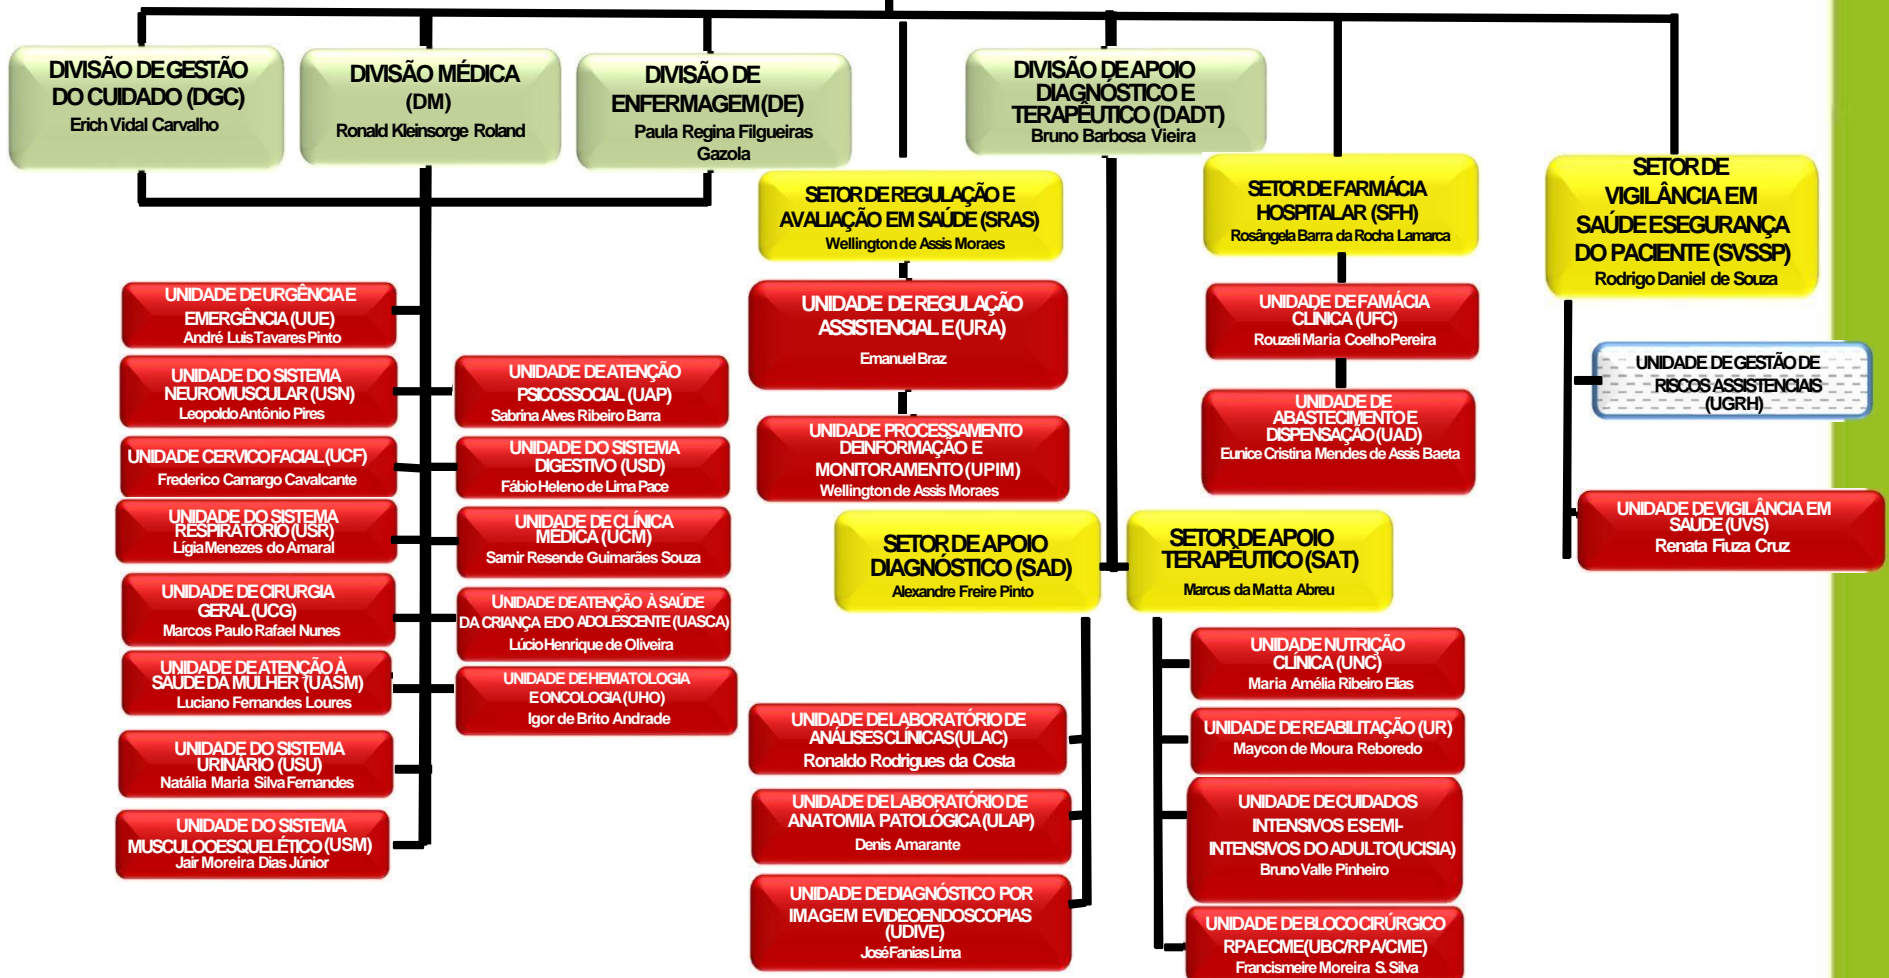 DIVISÃO DE GESTÃO
DO CUIDADO (DGC)
Erich Vidal Carvalho
DIVISÃO MÉDICA
(DM)
Ronald Kleinsorge Roland
DIVISÃO DE
ENFERMAGEM (DE)
Paula Regina Filgueiras
Gazola
DIVISÃO DE APOIO
DIAGNÓSTICO E
TERAPÊUTICO (DADT)
Bruno Barbosa Vieira
SETOR DE REGULAÇÃO E
AVALIAÇÃO EM SAÚDE (SRAS)
Wellington de Assis Moraes
SETOR DE FARMÁCIA
HOSPITALAR (SFH)
Rosângela Barra da Rocha Lamarca
SETOR DE
VIGILÂNCIA EM
SAÚDE ESEGURANÇA
DO PACIENTE (SVSSP)
Rodrigo Daniel de Souza
UNIDADE DE URGÊNCIA E
EMERGÊNCIA (UUE)
André Luis Tavares Pinto
UNIDADE DO SISTEMA
NEUROMUSCULAR (USN)
Leopoldo Antônio Pires
UNIDADE CERVICOFACIAL (UCF)
Frederico Camargo Cavalcante
UNIDADE DO SISTEMA
RESPIRATÓRIO (USR)
Lígia Menezes do Amaral
UNIDADE DE CIRURGIA
GERAL (UCG)
Marcos Paulo Rafael Nunes
UNIDADE DE ATENÇÃO À
SAÚDE DA MULHER (UASM)
Luciano Fernandes Loures
UNIDADE DO SISTEMA
URINÁRIO (USU)
Natália Maria Silva Fernandes
UNIDADE DO SISTEMA
MUSCULOOESQUELÉTICO (USM)
Jair Moreira Dias Júnior
UNIDADE DE ATENÇÃO
PSICOSSOCIAL (UAP)
Sabrina Alves Ribeiro Barra
UNIDADE DO SISTEMA
DIGESTIVO (USD)
Fábio Heleno de Lima Pace
UNIDADE DE CLÍNICA
MÉDICA (UCM)
Samir Resende Guimarães Souza
UNIDADE DE ATENÇÃO À SAÚDE
DA CRIANÇA EDO ADOLESCENTE (UASCA)
Lúcio Henrique de Oliveira
UNIDADE DE HEMATOLOGIA
E ONCOLOGIA (UHO)
Igor de Brito Andrade
UNIDADE DE REGULAÇÃO
ASSISTENCIAL E (URA)
Emanuel Braz
UNIDADE PROCESSAMENTO
DEINFORMAÇÃO E
MONITORAMENTO (UPIM)
Wellington de Assis Moraes
UNIDADE DE FAMÁCIA
CLÍNICA (UFC)
Rouzeli Maria Coelho Pereira
UNIDADE DE
ABASTECIMENTO E
DISPENSAÇÃO (UAD)
Eunice Cristina Mendes de Assis Baeta
UNIDADE DE GESTÃO DE
RISCOS ASSISTENCIAIS
(UGRH)
UNIDADE DE VIGILÂNCIA EM
SAÚDE (UVS)
Renata Fiuza Cruz
SETOR DE APOIO
DIAGNÓSTICO (SAD)
Alexandre Freire Pinto
SETOR DE APOIO
TERAPÊUTICO (SAT)
Marcus da Matta Abreu
UNIDADE DE LABORATÓRIO DE
ANÁLISES CLÍNICAS (ULAC)
Ronaldo Rodrigues da Costa
UNIDADE DE LABORATÓRIO DE
ANATOMIA PATOLÓGICA (ULAP)
Denis Amarante
UNIDADE DE DIAGNÓSTICO POR
IMAGEM EVIDEOENDOSCOPIAS
(UDIVE)
José Fanias Lima
UNIDADE NUTRIÇÃO
CLÍNICA (UNC)
Maria Amélia Ribeiro Elias
UNIDADE DE REABILITAÇÃO (UR)
Maycon de Moura Reboredo
UNIDADE DE CUIDADOS
INTENSIVOS ESEMI-
INTENSIVOS DO ADULTO (UCISIA)
Bruno Valle Pinheiro
UNIDADE DE BLOCO CIRÚRGICO
RPAECME(UBC/RPA/CME)
Francismeire Moreira S. Silva